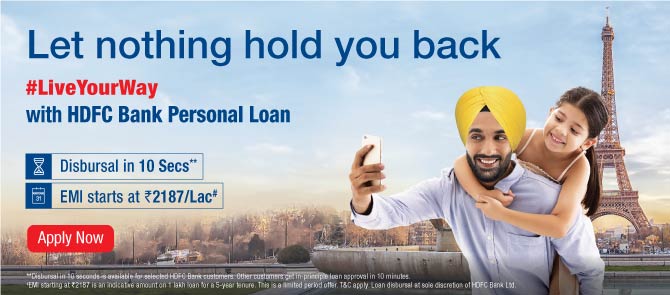 Let nothing hold you back
#LiveYourWay
with HDFC Bank Personal Loan
Disbursal in 10 Secs**
31
EMI starts at ₹2187/Lac#
Apply Now
**Disbursal in 10 seconds is available for selected HDFC Bank customers. Other customers get in-principle loan approval in 10 minutes.
#EMI starting at ₹2187 is an indicative amount on 1 lakh loan for a 5-year tenure. This is a limited period offer. T&C apply. Loan disbursal at sole discretion of HDFC Bank Ltd.